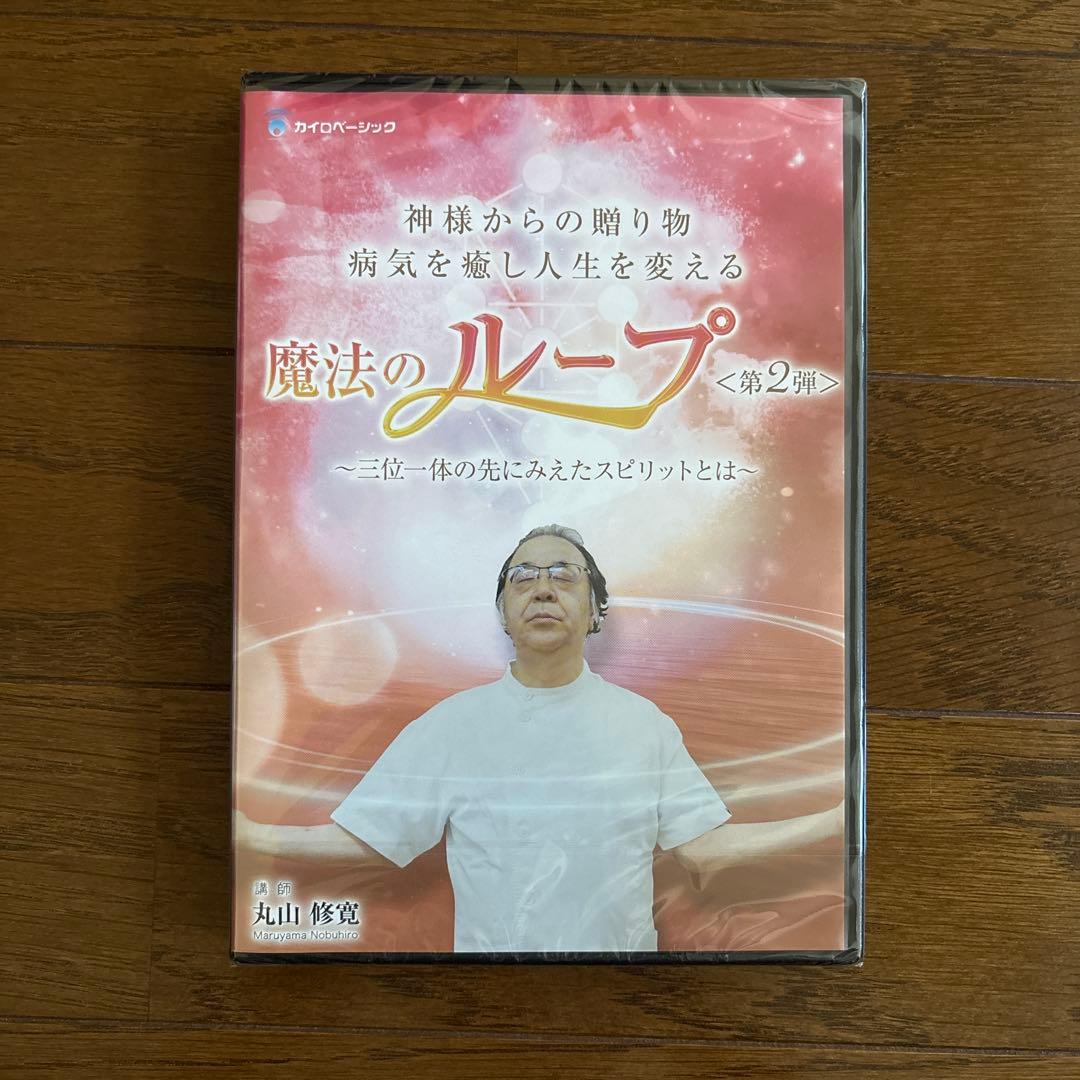 カイロベーシック
神様からの贈り物
病気を癒し人生を変える
魔法のループ<第2弾>
～三位一体の先にみえたスピリットとは～
講師
丸山 修寛
Maruyama Nobuhiro